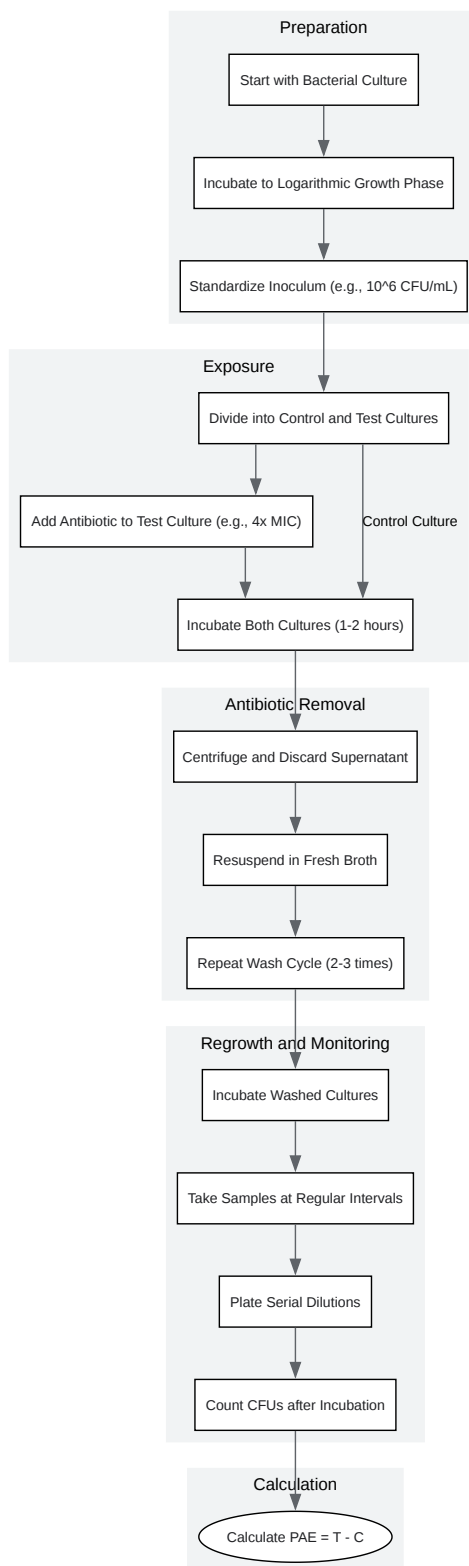 Preparation
Start with Bacterial Culture
Incubate to Logarithmic Growth Phase
Standardize Inoculum (e.g., 10^6 CFU/mL)
Exposure
Divide into Control and Test Cultures
Add Antibiotic to Test Culture (e.g., 4x MIC)
Control Culture
Incubate Both Cultures (1-2 hours)
Antibiotic Removal
Centrifuge and Discard Supernatant
Resuspend in Fresh Broth
Repeat Wash Cycle (2-3 times)
Regrowth and Monitoring
Incubate Washed Cultures
Take Samples at Regular Intervals
Plate Serial Dilutions
Count CFUs after Incubation
Calculation
Calculate PAE = T - C